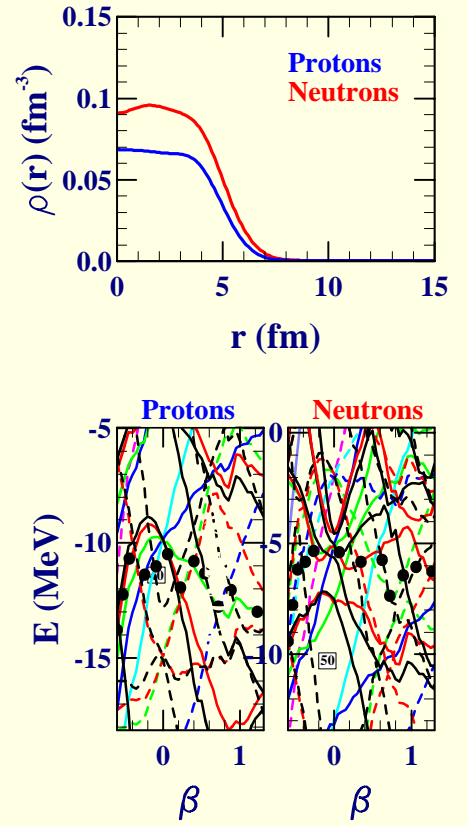 0.15
0.1
0.05
0.0
ρ(r) (fm-3)
Protons
Neutrons
0 5 10 15
r (fm)
Protons Neutrons
-5
-10
-15
E (MeV)
0
-5
-10
50
0 1
0 1
β β